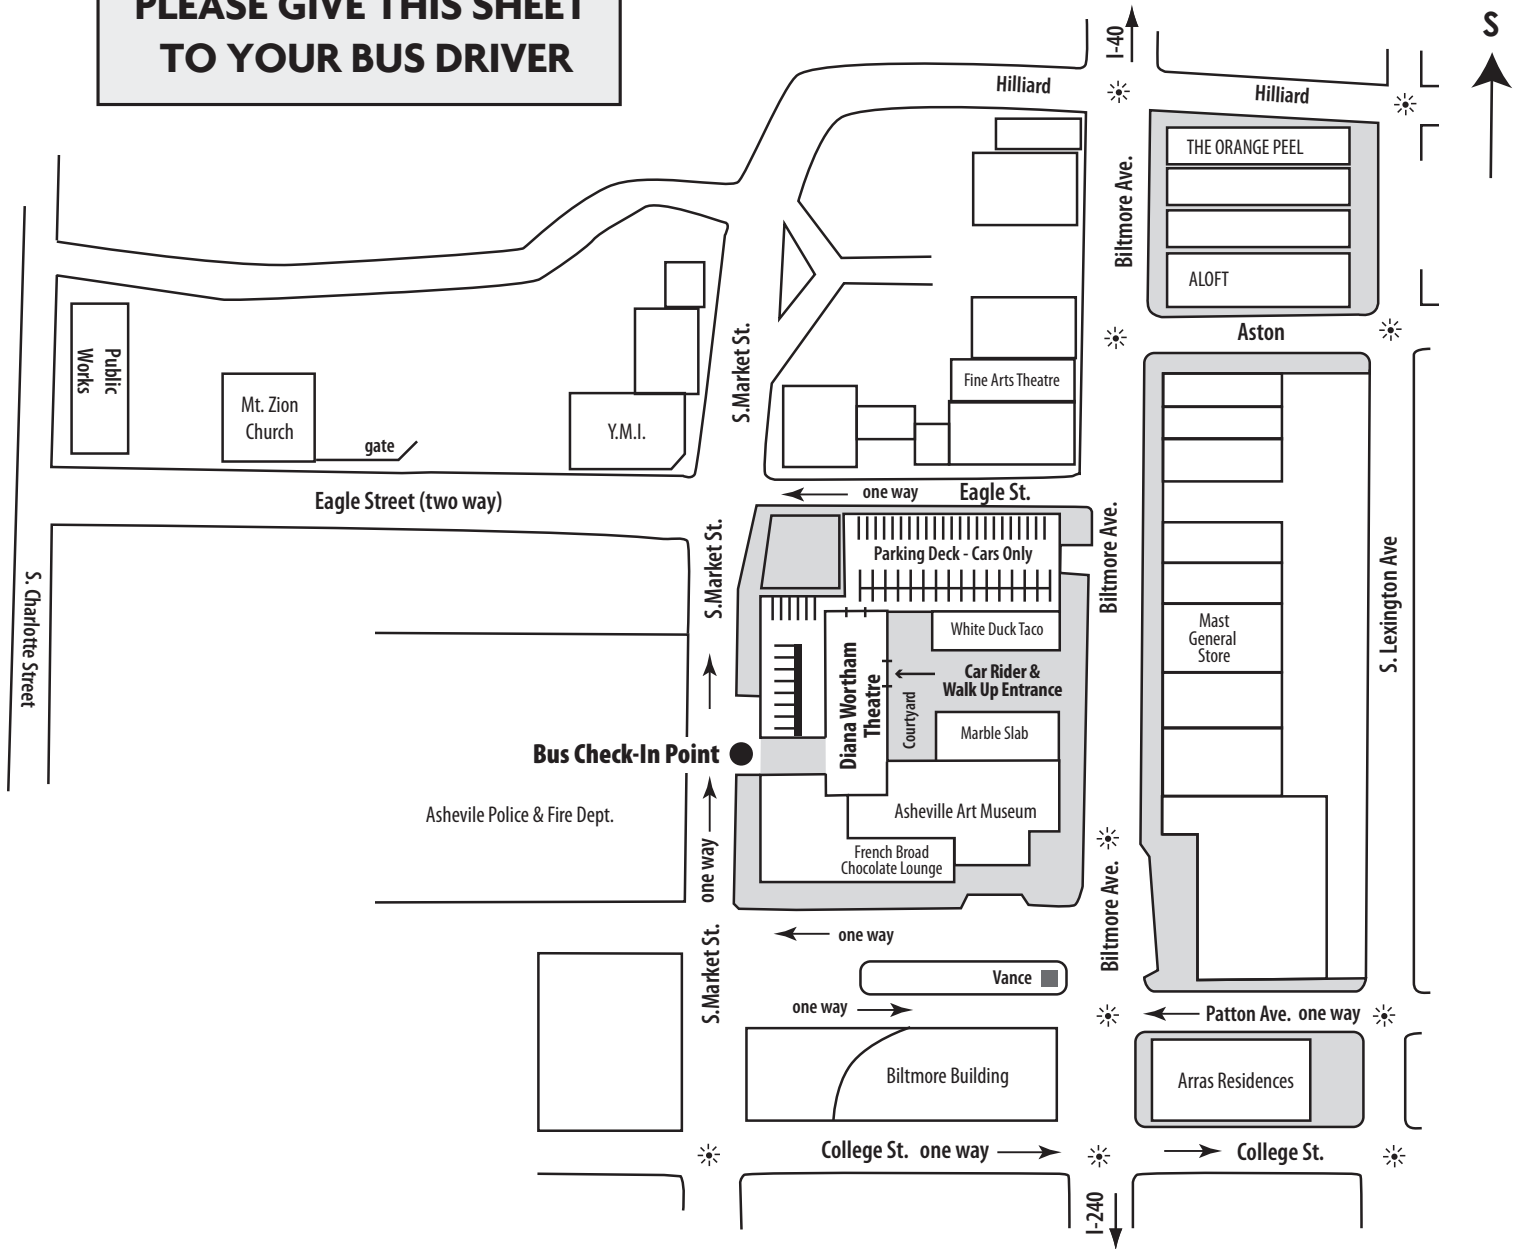 PLEASE GIVE THIS SHEET
TO YOUR BUS DRIVER
I-40
S
Hilliard
Hilliard
THE ORANGE PEEL
Biltmore Ave.
ALOFT
Aston
Public
Works
S.Market St.
Fine Arts Theatre
Mt. Zion
Church
gate
Y.M.I.
Eagle Street (two way)
one way
Eagle St.
S.Market St.
Parking Deck - Cars Only
Biltmore Ave.
S. Charlotte Street
White Duck Taco
Mast
General
Store
S. Lexington Ave
Diana Wortham
Theatre
Car Rider &
Walk Up Entrance
Courtyard
Marble Slab
Bus Check-In Point
Ashevile Police & Fire Dept.
Asheville Art Museum
one way
French Broad
Chocolate Lounge
Biltmore Ave.
S.Market St.
one way
Vance
one way
Patton Ave. one way
Biltmore Building
Arras Residences
College St. one way
College St.
I-240